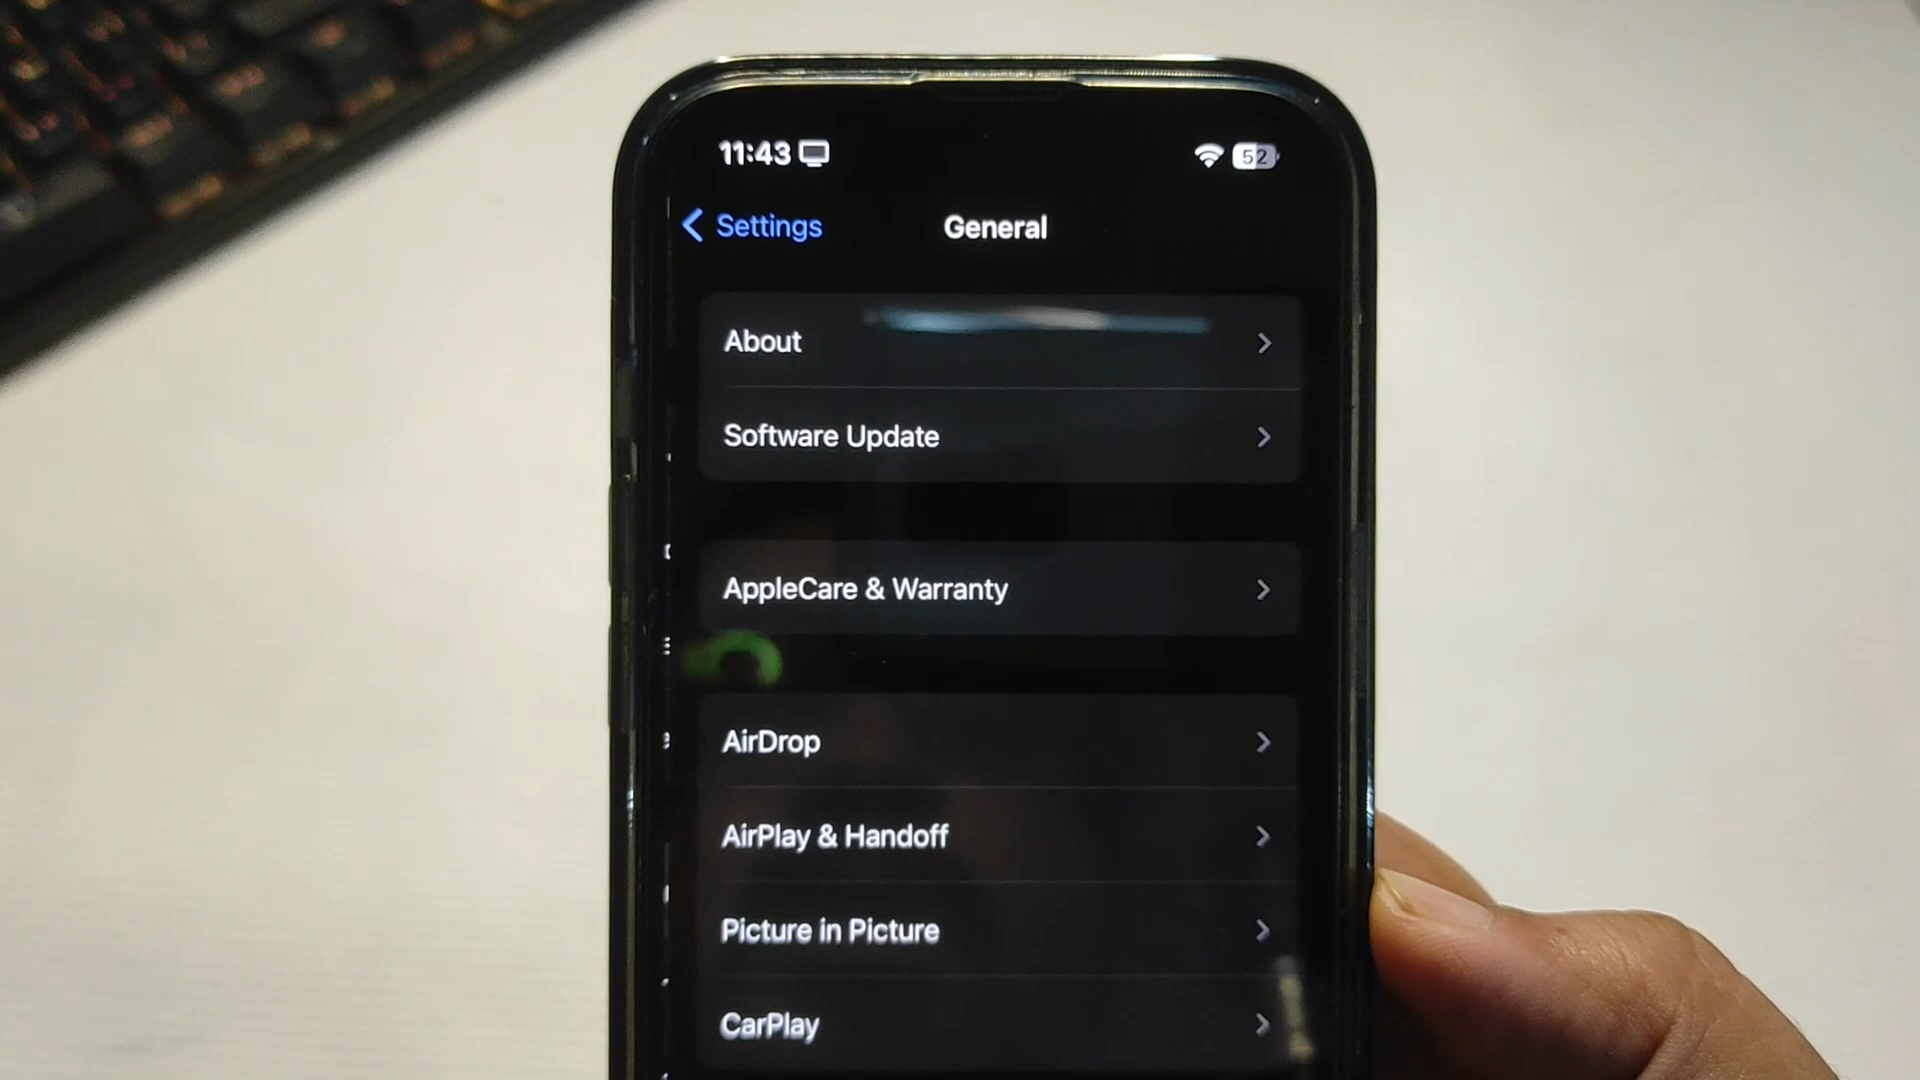 11:43 52
Settings General
About
Software Update
AppleCare & Warranty
AirDrop
AirPlay & Handoff
Picture in Picture
CarPlay